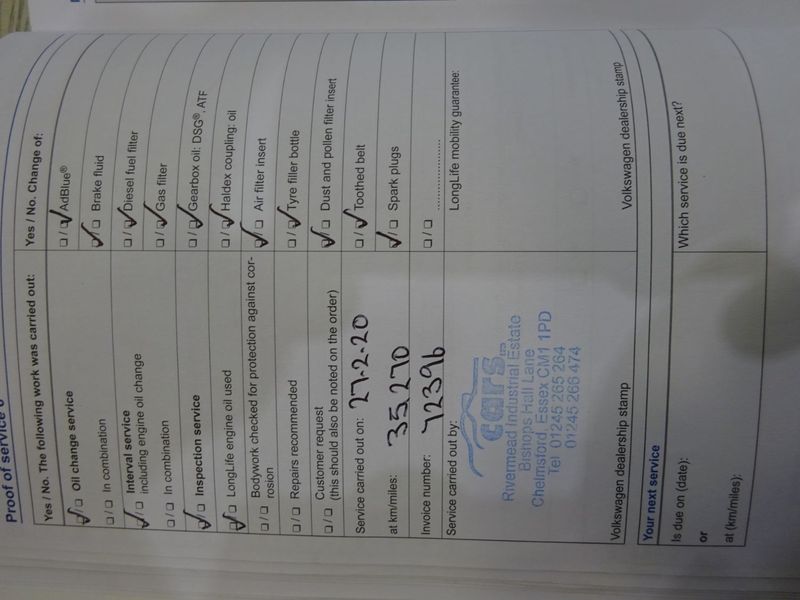 Proof of service
Yes / No. The following work was carried out:
Oil change service
In combination
Interval service
including engine oil change
In combination
Inspection service
LongLife engine oil used
Bodywork checked for protection against cor-
rosion
Repairs recommended
Customer request
(this should also be noted on the order)
Service carried out on: 27-2-20
at km/miles: 35,270
Invoice number: 72396
Service carried out by:
cars
Rivermead Industrial Estate
Bishops Hall Lane
Chelmsford, Essex CM1 1PD
Tel 01245 265 264
01245 266 474
Volkswagen dealership stamp
Yes / No. Change of:
AdBlue®
Brake fluid
Diesel fuel filter
Gas filter
Gearbox oil: DSG®, ATF
Haldex coupling: oil
Air filter insert
Tyre filler bottle
Dust and pollen filter insert
Toothed belt
Spark plugs
LongLife mobility guarantee:
Volkswagen dealership stamp
Your next service
Is due on (date):
or
at (km/miles):
Which service is due next?